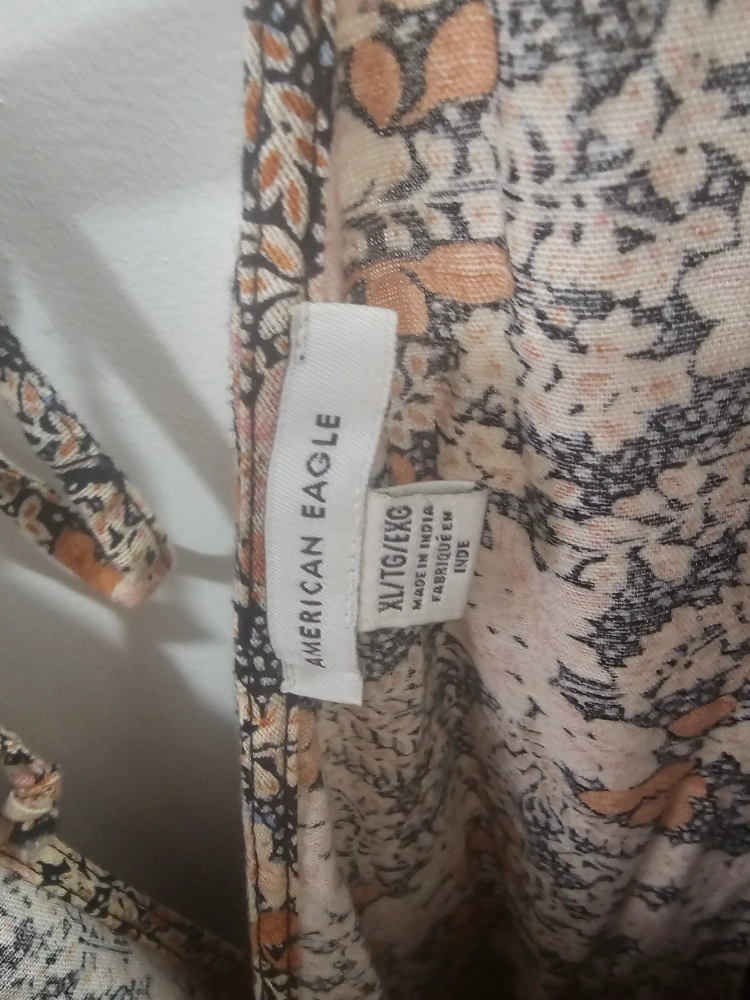 AMERICAN EAGLE
XL/TG/EXG
MADE IN INDIA
FABRIQUÉ EN
INDE